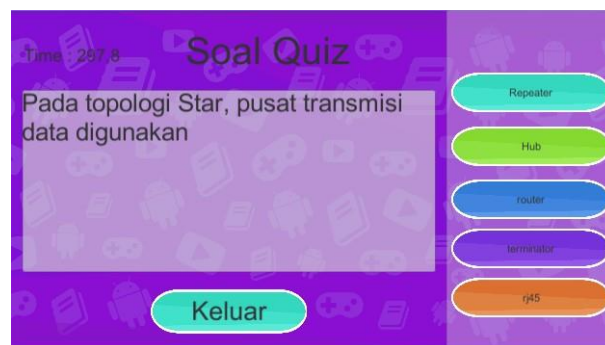 Time : 297,8
Soal Quiz
Pada topologi Star, pusat transmisi
data digunakan
Repeater
Hub
router
terminator
rj45
Keluar